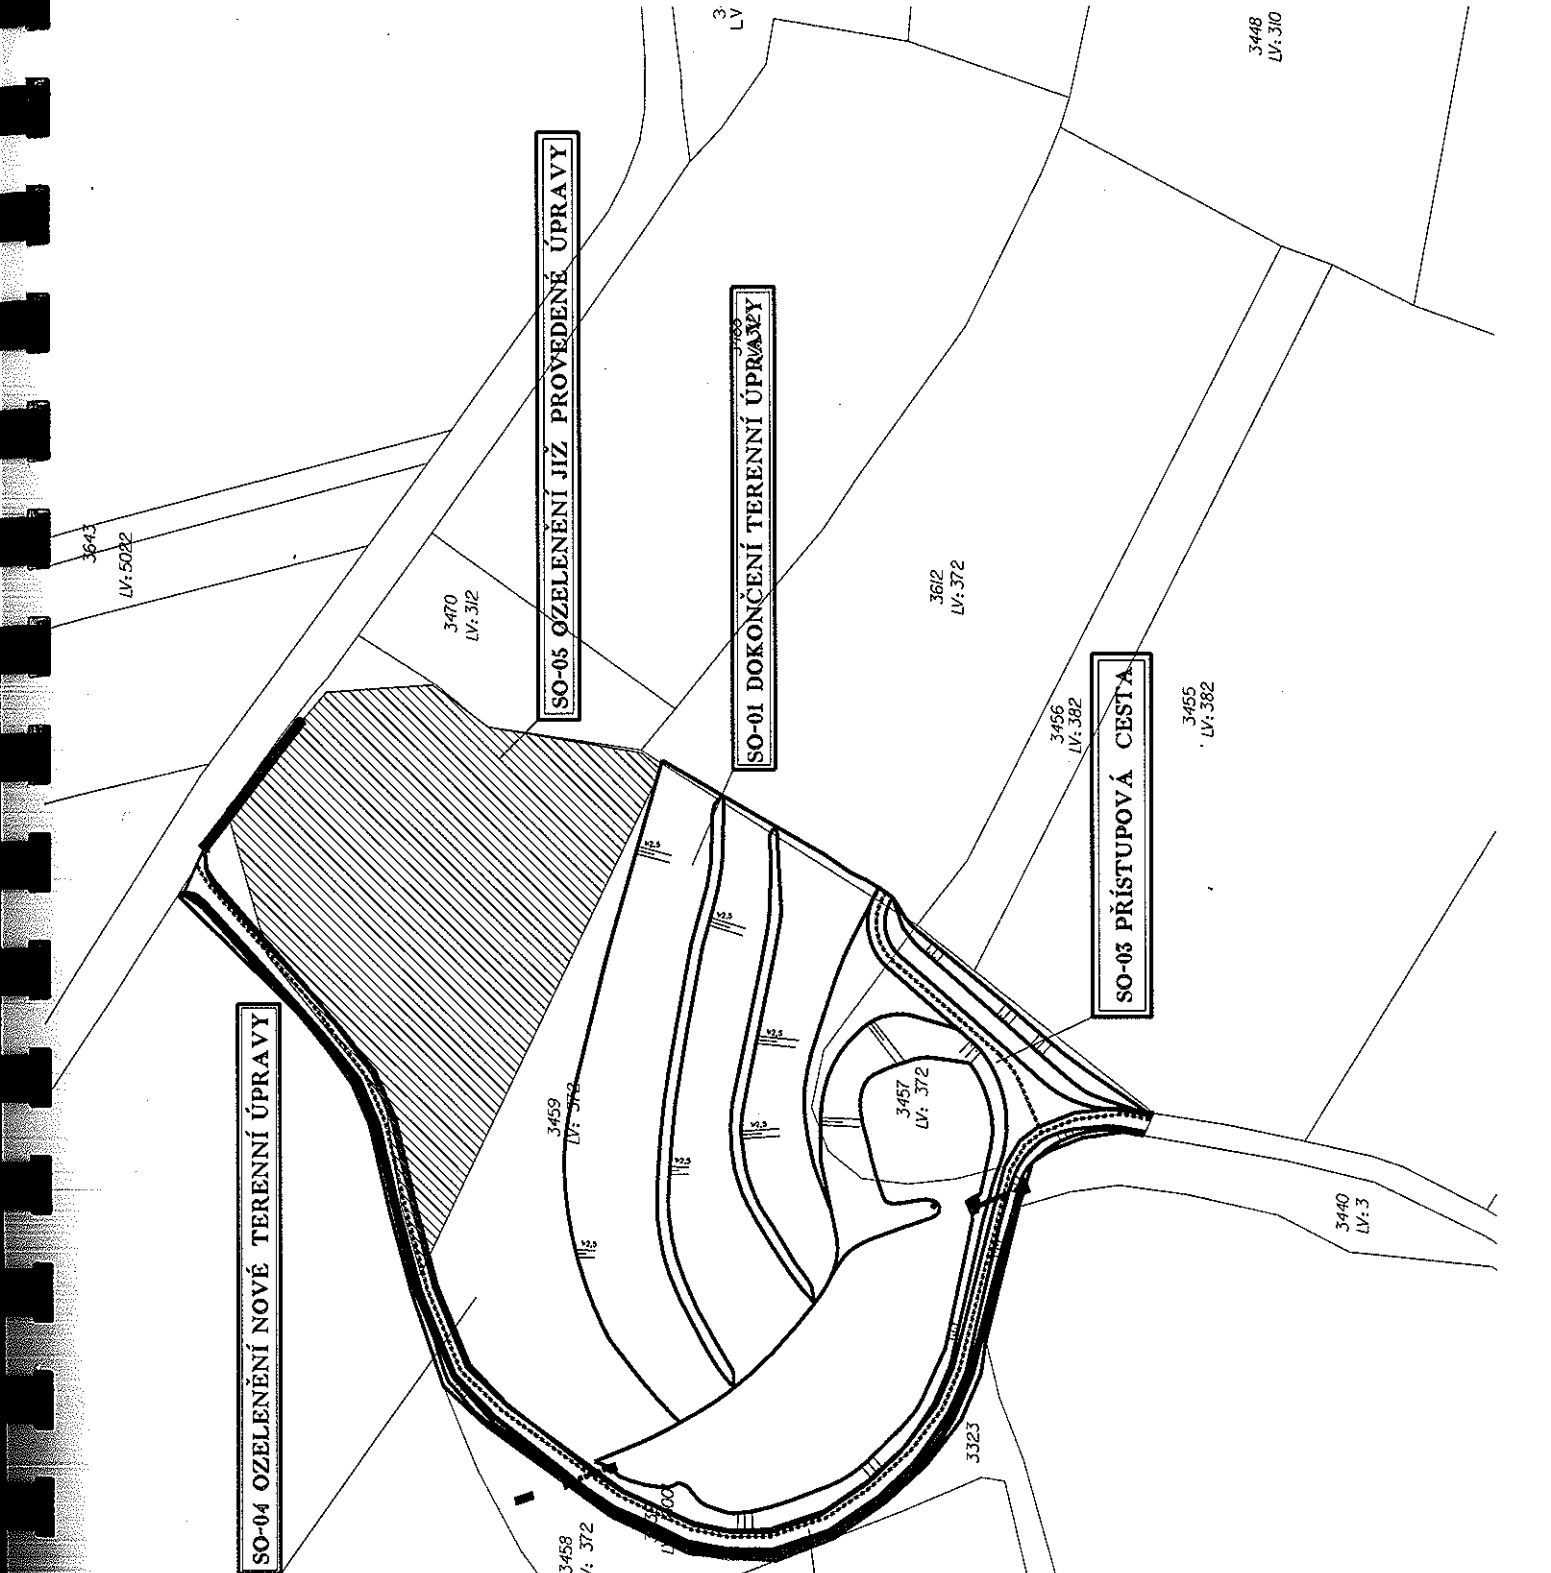 3448
LV: 310
SO-05 OZELENĚNÍ JIŽ PROVEDENÉ ÚPRAVY
SO-01 DOKONČENÍ TERENNÍ ÚPRAVY
3643
LV: 5022
3470
LV: 312
3612
LV: 372
3456
LV: 382
3455
LV: 382
SO-03 PŘÍSTUPOVÁ CESTA
SO-04 OZELENĚNÍ NOVÉ TERENNÍ ÚPRAVY
3459
LV: 372
3457
LV: 372
3440
LV: 3
3323
3458
V: 372